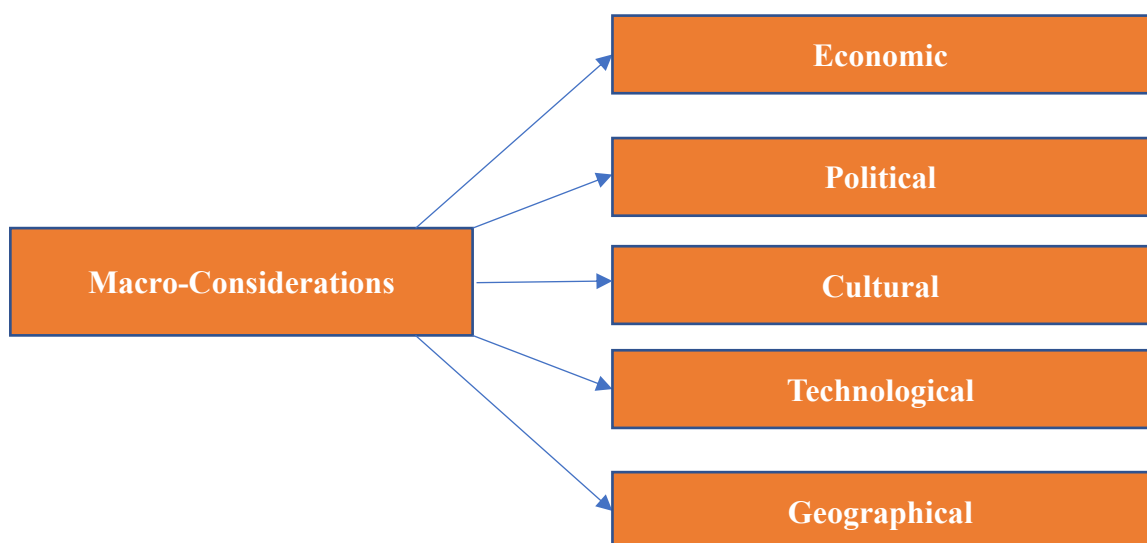 Economic
Political
Macro-Considerations
Cultural
Technological
Geographical